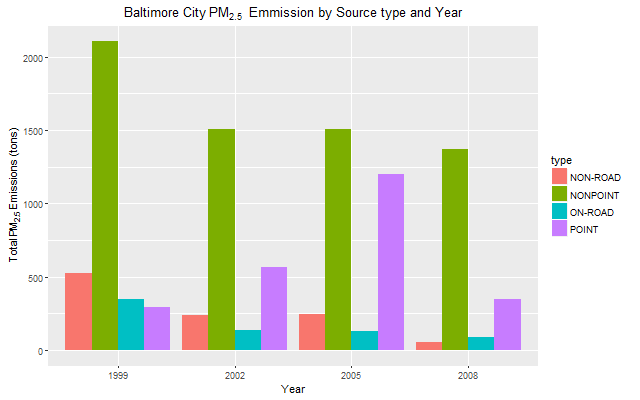 Baltimore City PM2.5 Emmission by Source type and Year
Total PM2.5 Emissions (tons)
2000
1500
1000
500
0
1999 2002 2005 2008
Year
type
NON-ROAD
NONPOINT
ON-ROAD
POINT